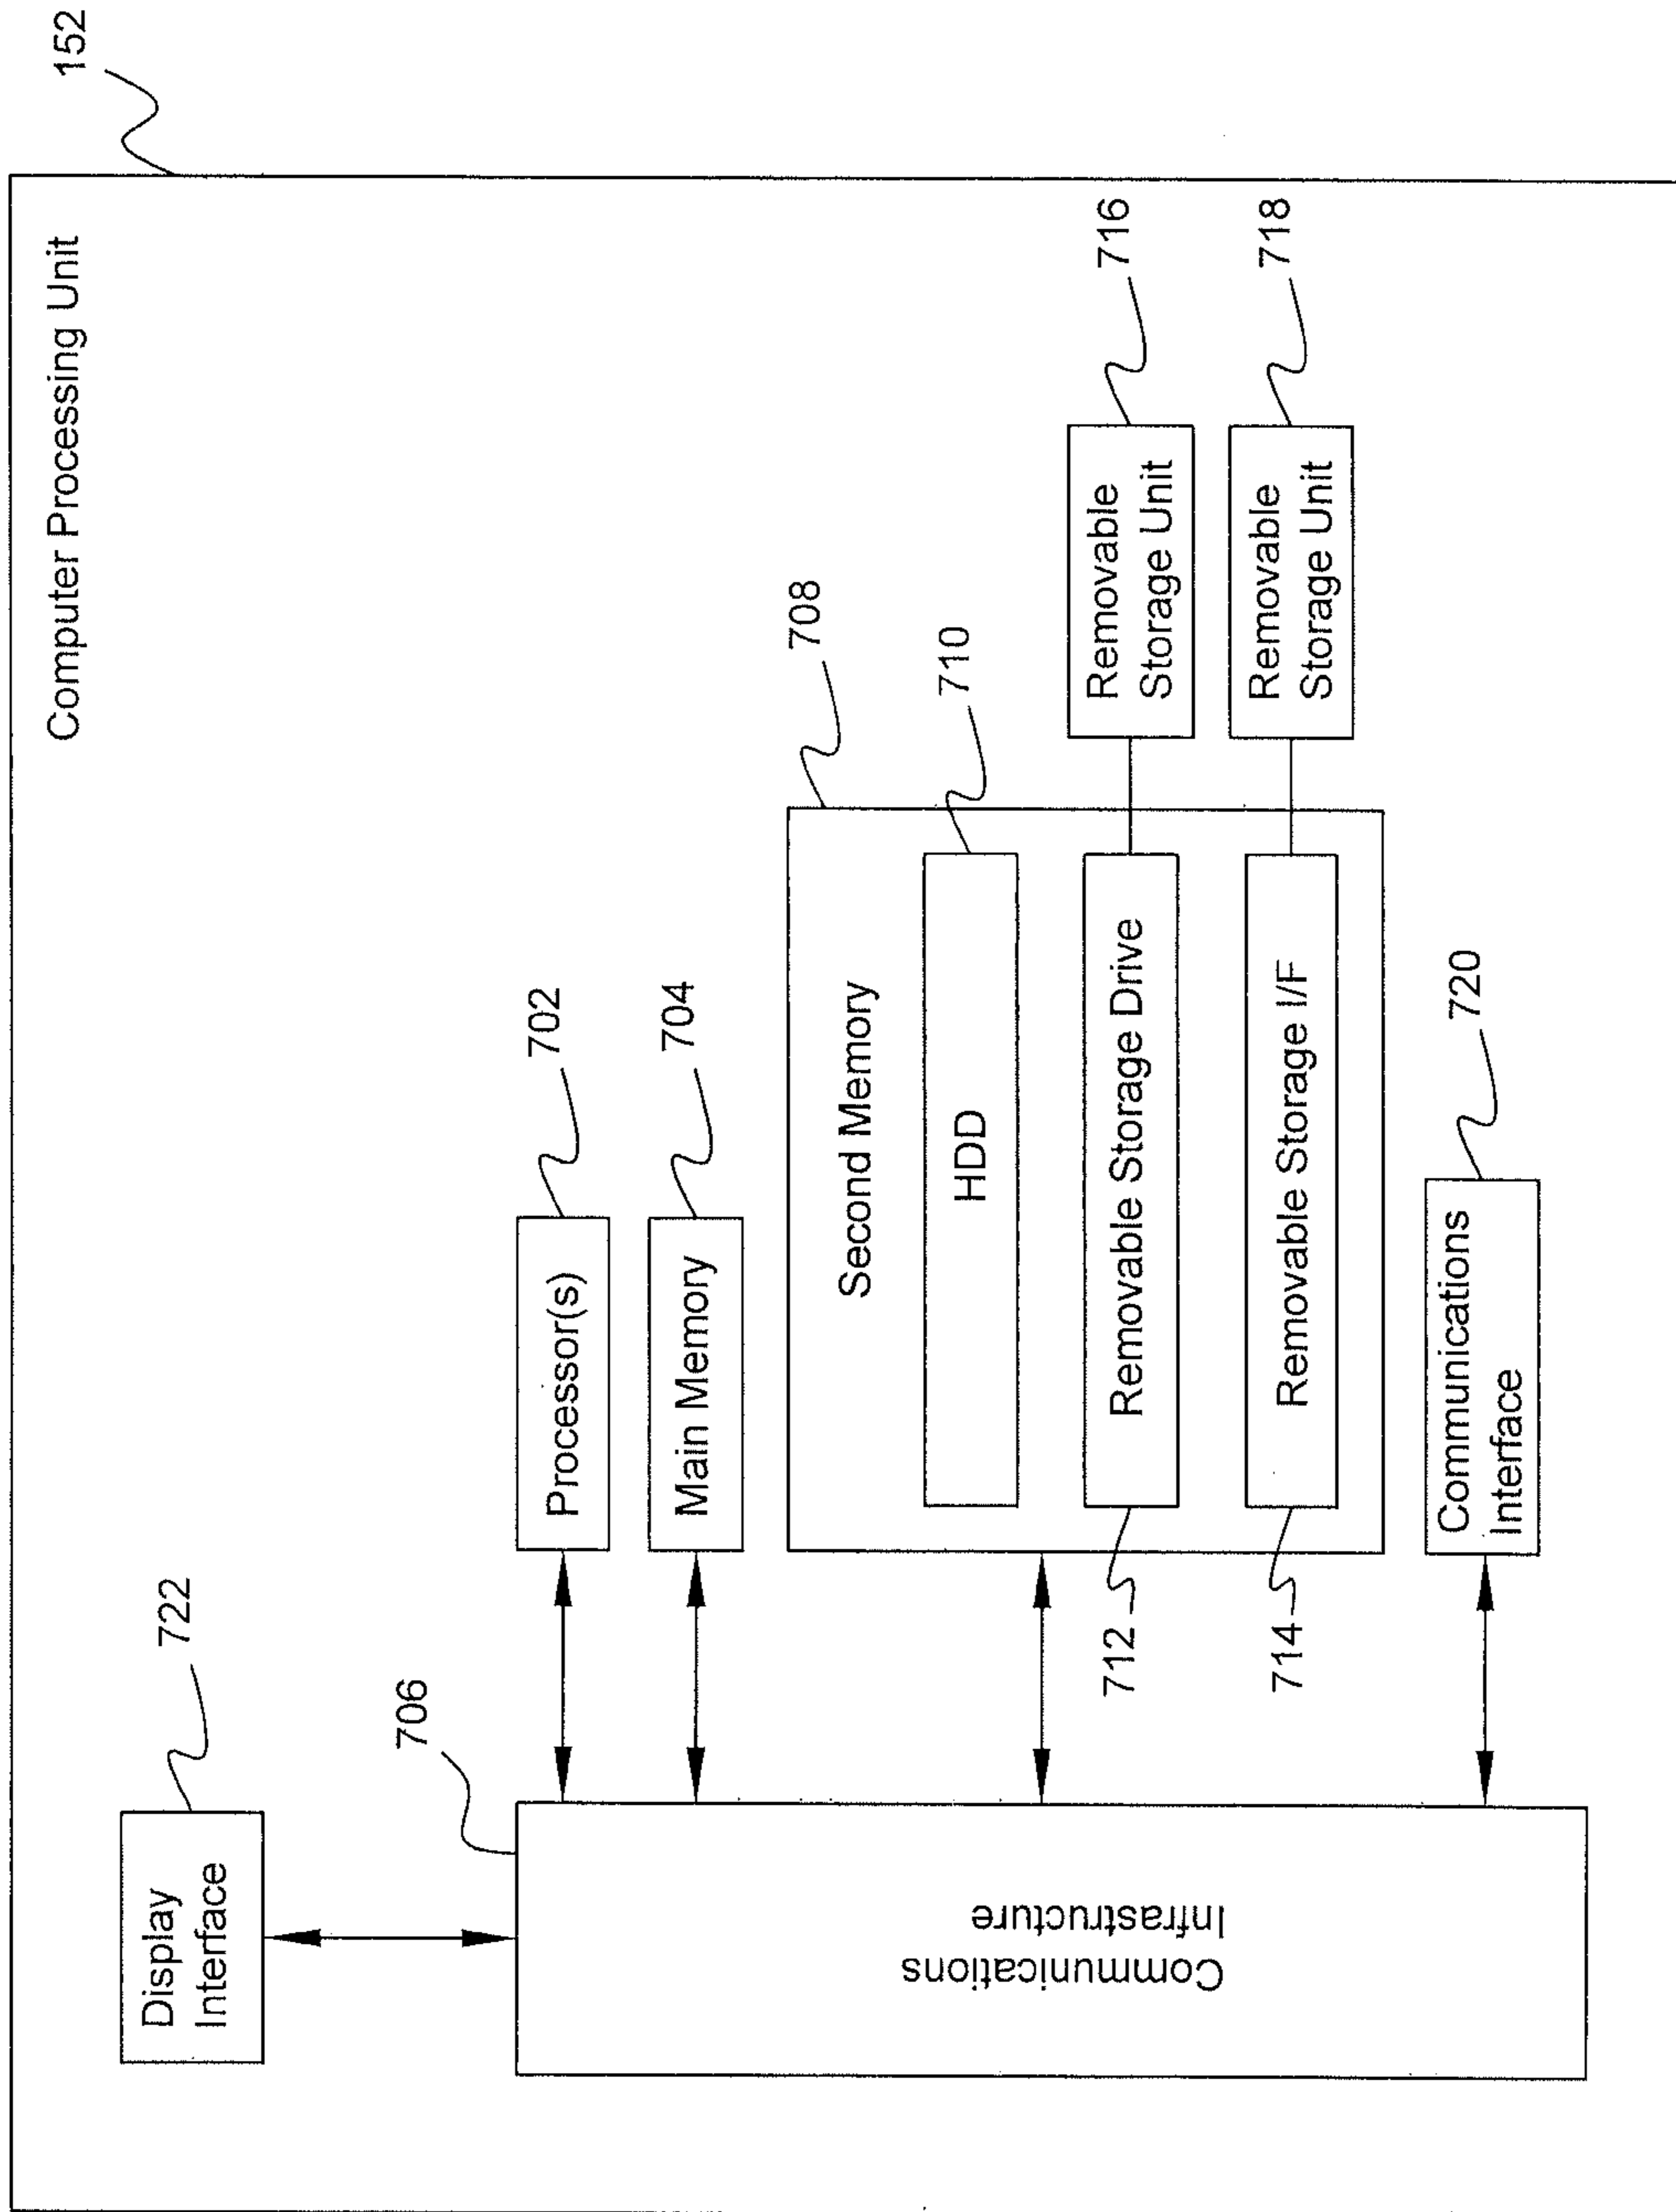 Computer Processing Unit
152
Display
Interface
722
706
Communications
Infrastructure
Processor(s)
702
Main Memory
704
Second Memory
708
HDD
710
Removable Storage Drive
712
Removable
Storage Unit
716
Removable Storage I/F
714
Removable
Storage Unit
718
Communications
Interface
720